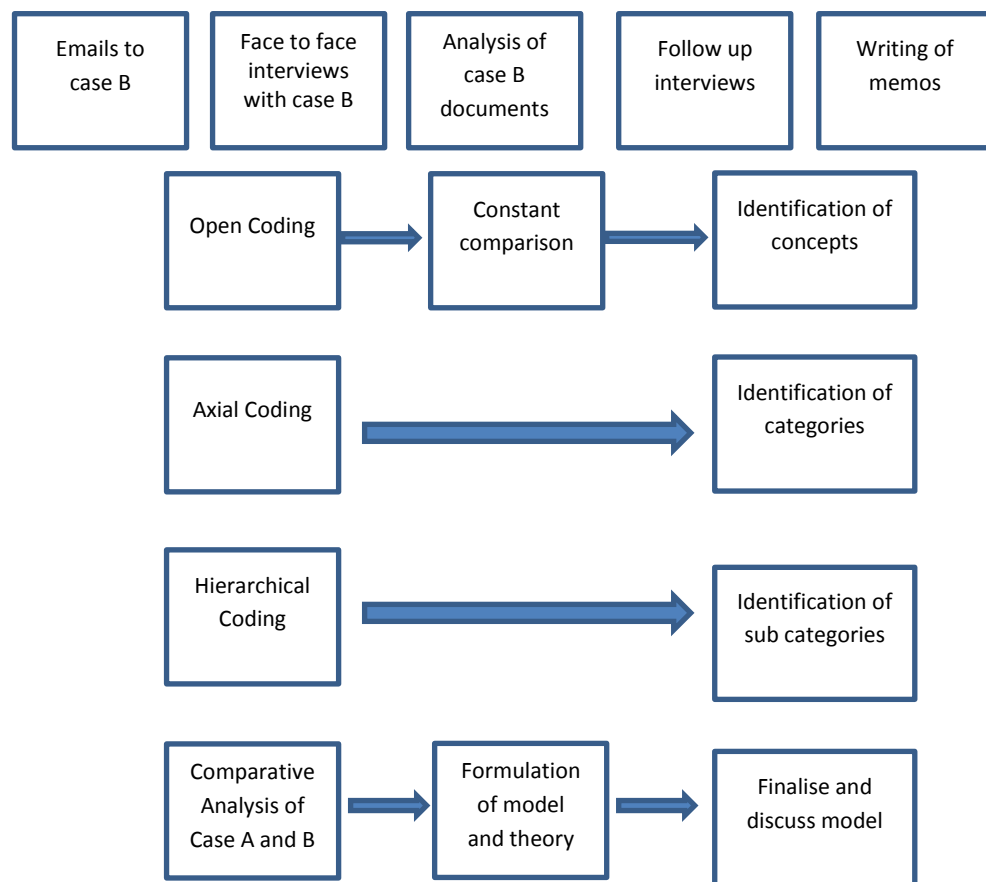 Emails to
case B
Face to face
interviews
with case B
Analysis of
case B
documents
Follow up
interviews
Writing of
memos
Open Coding
Constant
comparison
Identification of
concepts
Axial Coding
Identification of
categories
Hierarchical
Coding
Identification of
sub categories
Comparative
Analysis of
Case A and B
Formulation
of model
and theory
Finalise and
discuss model